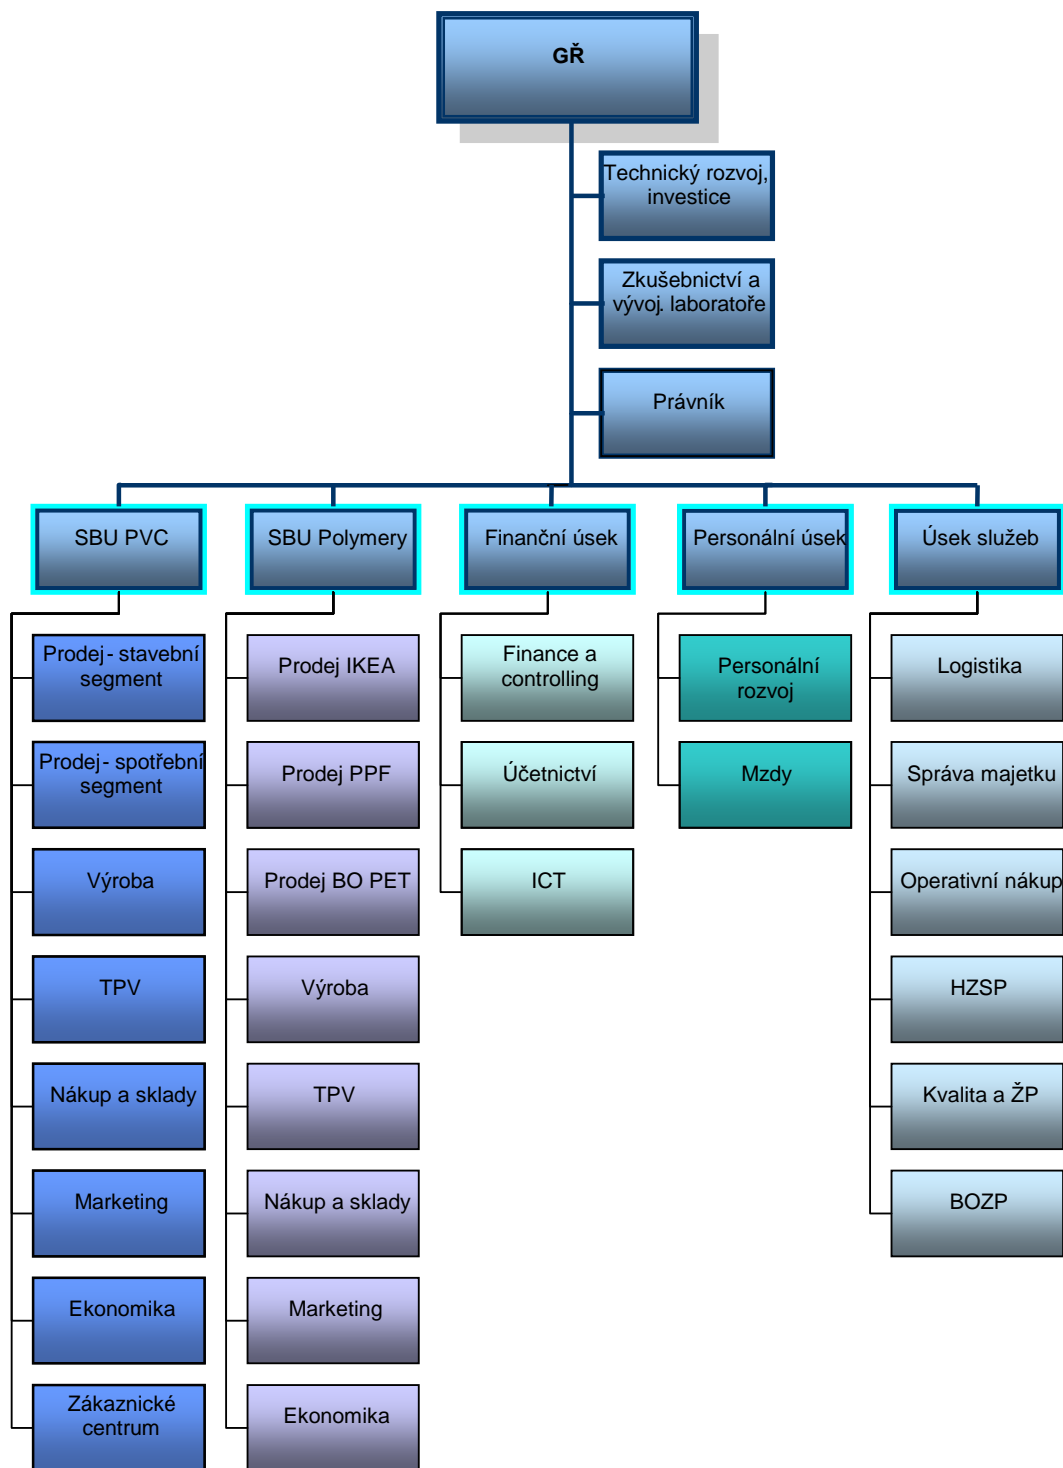 GŘ
Technický rozvoj,
investice
Zkušebnictví a
vývoj. laboratoře
Právník
SBU PVC
SBU Polymery
Finanční úsek
Personální úsek
Úsek služeb
Prodej - stavební
segment
Prodej - spotřební
segment
Výroba
TPV
Nákup a sklady
Marketing
Ekonomika
Zákaznické
centrum
Prodej IKEA
Prodej PPF
Prodej BO PET
Výroba
TPV
Nákup a sklady
Marketing
Ekonomika
Finance a
controlling
Účetnictví
ICT
Personální
rozvoj
Mzdy
Logistika
Správa majetku
Operativní nákup
HZSP
Kvalita a ŽP
BOZP